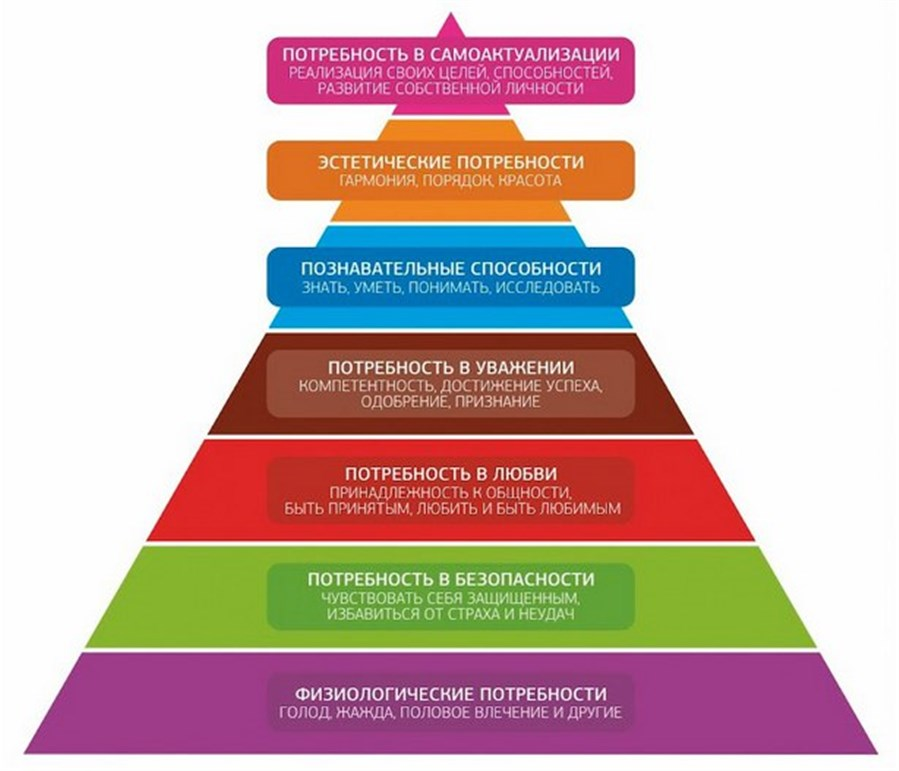 ПОТРЕБНОСТЬ В САМОАКТУАЛИЗАЦИИ
РЕАЛИЗАЦИЯ СВОИХ ЦЕЛЕЙ, СПОСОБНОСТЕЙ,
РАЗВИТИЕ СОБСТВЕННОЙ ЛИЧНОСТИ
ЭСТЕТИЧЕСКИЕ ПОТРЕБНОСТИ
ГАРМОНИЯ, ПОРЯДОК, КРАСОТА
ПОЗНАВАТЕЛЬНЫЕ СПОСОБНОСТИ
ЗНАТЬ, УМЕТЬ, ПОНИМАТЬ, ИССЛЕДОВАТЬ
ПОТРЕБНОСТЬ В УВАЖЕНИИ
КОМПЕТЕНТНОСТЬ, ДОСТИЖЕНИЕ УСПЕХА,
ОДОБРЕНИЕ, ПРИЗНАНИЕ
ПОТРЕБНОСТЬ В ЛЮБВИ
ПРИНАДЛЕЖНОСТЬ К ОБЩНОСТИ,
БЫТЬ ПРИНЯТЫМ, ЛЮБИТЬ И БЫТЬ ЛЮБИМЫМ
ПОТРЕБНОСТЬ В БЕЗОПАСНОСТИ
ЧУВСТВОВАТЬ СЕБЯ ЗАЩИЩЕННЫМ,
ИЗБАВИТЬСЯ ОТ СТРАХА И НЕУДАЧ
ФИЗИОЛОГИЧЕСКИЕ ПОТРЕБНОСТИ
ГОЛОД, ЖАЖДА, ПОЛОВОЕ ВЛЕЧЕНИЕ И ДРУГИЕ